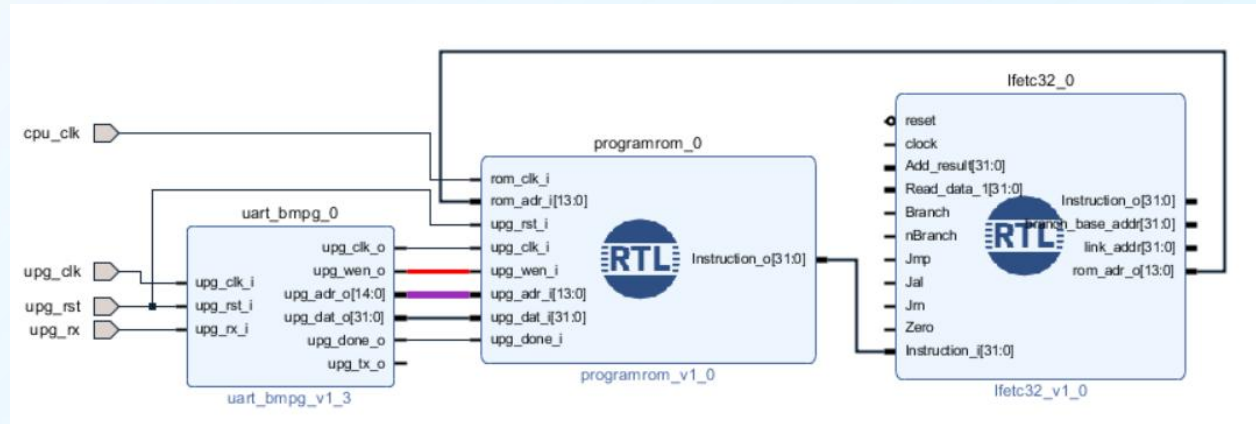 cpu_clk
upg_clk
upg_rst
upg_rx
uart_bmpg_0
upg_clk_i
upg_rst_i
upg_rx_i
upg_clk_o
upg_wen_o
upg_adr_o[14:0]
upg_dat_o[31:0]
upg_done_o
upg_tx_o
uart_bmpg_v1_3
programrom_0
rom_clk_i
rom_adr_i[13:0]
upg_rst_i
upg_clk_i
upg_wen_i
upg_adr_i[13:0]
upg_dat_i[31:0]
upg_done_i
RTL
Instruction_o[31:0]
programrom_v1_0
Ifetc32_0
reset
clock
Add_result[31:0]
Read_data_1[31:0]
Branch
nBranch
Jmp
Jal
Jrn
Zero
Instruction_i[31:0]
RTL
Instruction_o[31:0]
branch_base_addr[31:0]
link_addr[31:0]
rom_adr_o[13:0]
Ifetc32_v1_0